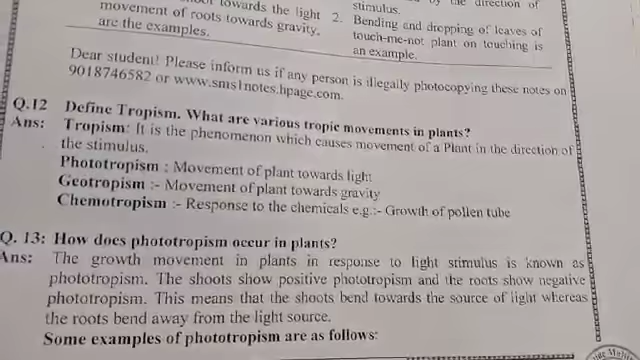 towards the light
movement of roots towards gravity,
are the examples.
the direction of
stimulus.
2. Bending and dropping of leaves of
touch-me-not plant on touching is
an example.
Dear student! Please inform us if any person is illegally photocopying these notes on
9018746582 or www.sms1notes.hpage.com.
Q.12 Define Tropism. What are various tropic movements in plants?
Ans: Tropism: It is the phenomenon which causes movement of a Plant in the direction of
the stimulus.
Phototropism : Movement of plant towards light
Geotropism :- Movement of plant towards gravity
Chemotropism :- Response to the chemicals e.g.:- Growth of pollen tube
Q. 13: How does phototropism occur in plants?
Ans: The growth movement in plants in response to light stimulus is known as
phototropism. The shoots show positive phototropism and the roots show negative
phototropism. This means that the shoots bend towards the source of light whereas
the roots bend away from the light source.
Some examples of phototropism are as follows: